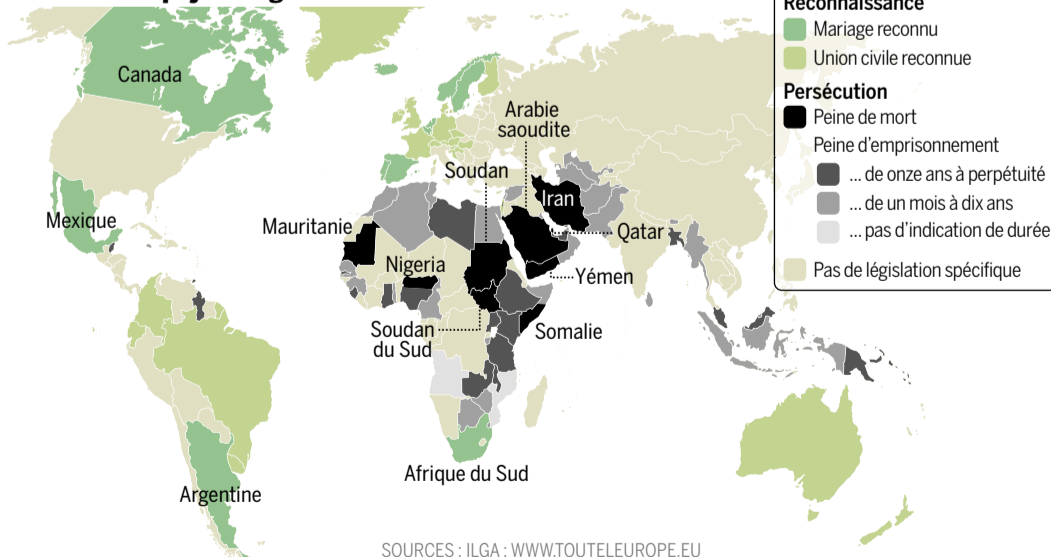 Reconnaissance
Mariage reconnu
Union civile reconnue
Persécution
Peine de mort
Peine d'emprisonnement
... de onze ans à perpétuité
... de un mois à dix ans
... pas d'indication de durée
Pas de législation spécifique
Canada
Mexique
Argentine
Arabie
saoudite
Soudan
Iran
Mauritanie
Qatar
Nigeria
Yémen
Soudan
du Sud
Somalie
Afrique du Sud
SOURCES : ILGA ; WWW.TOUTELEUROPE.EU